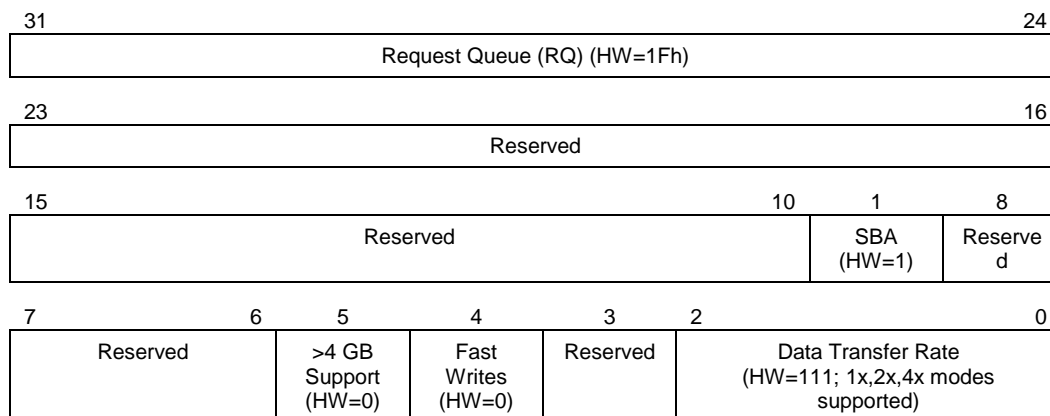 31 24
Request Queue (RQ) (HW=1Fh)
23 16
Reserved
15 10 1 8
Reserved SBA Reserve
(HW=1) d
7 6 5 4 3 2 0
Reserved >4 GB Fast Reserved Data Transfer Rate
Support Writes (HW=111; 1x,2x,4x modes
(HW=0) (HW=0) supported)